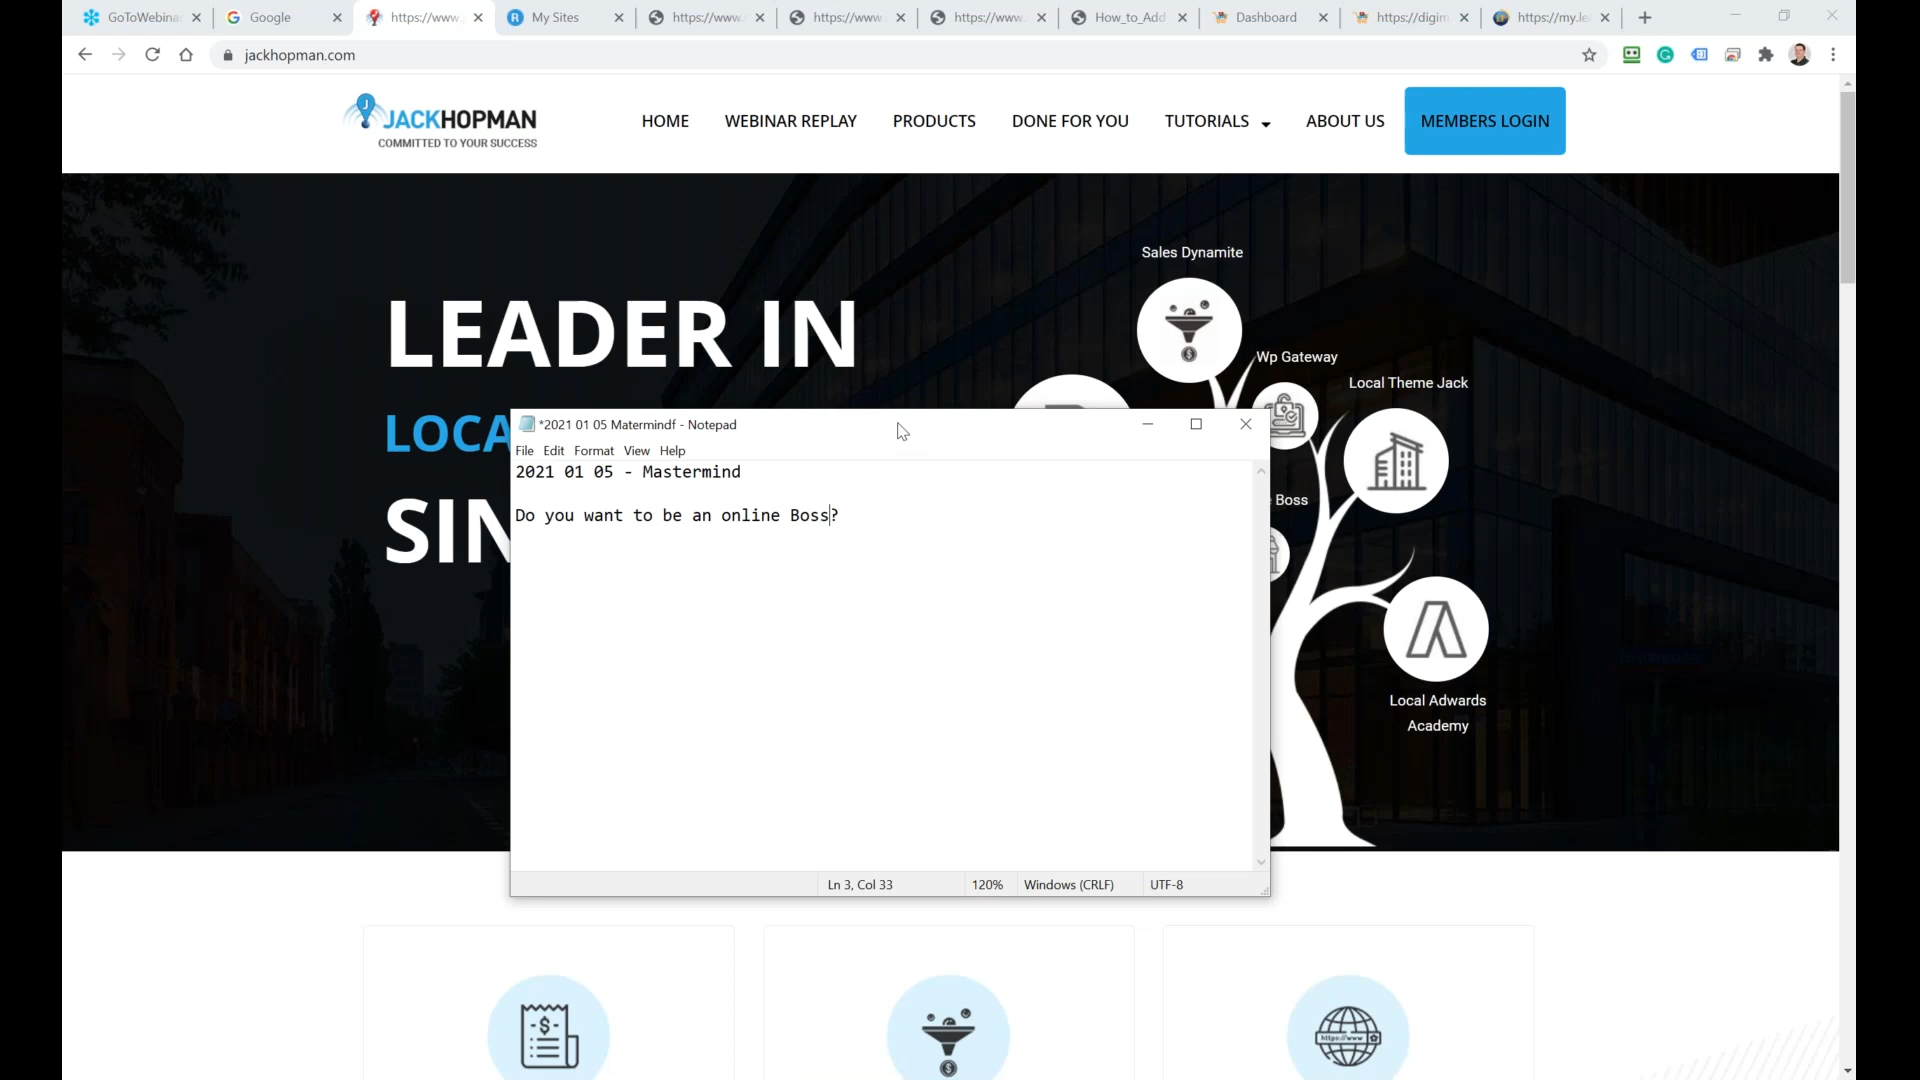 GoToWebina
Google
https://www.
My Sites
https://www.
https://www.
https://www.
How_to_Add
Dashboard
https://digim
https://my.le
jackhopman.com
JACKHOPMAN
COMMITTED TO YOUR SUCCESS
HOME
WEBINAR REPLAY
PRODUCTS
DONE FOR YOU
TUTORIALS
ABOUT US
MEMBERS LOGIN
LEADER IN
LOCA
SIN
Sales Dynamite
Wp Gateway
Local Theme Jack
Boss
Local Adwards
Academy
*2021 01 05 Matermindf - Notepad
File Edit Format View Help
2021 01 05 - Mastermind
Do you want to be an online Boss?
Ln 3, Col 33
120%
Windows (CRLF)
UTF-8
https://www